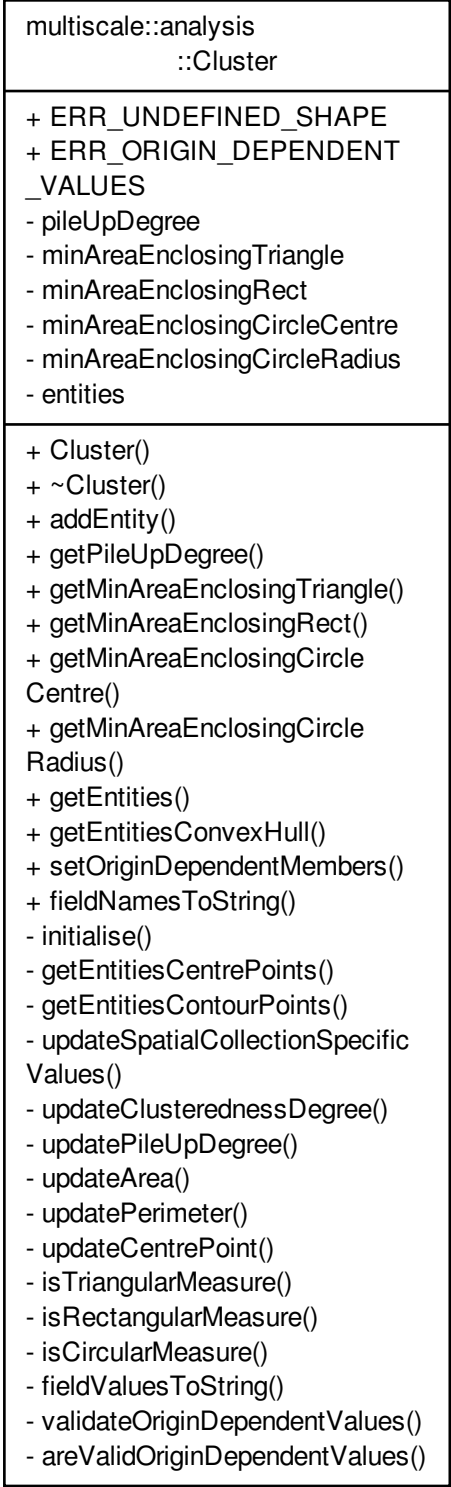 multiscale::analysis
::Cluster
+ ERR_UNDEFINED_SHAPE
+ ERR_ORIGIN_DEPENDENT
_VALUES
- pileUpDegree
- minAreaEnclosingTriangle
- minAreaEnclosingRect
- minAreaEnclosingCircleCentre
- minAreaEnclosingCircleRadius
- entities
+ Cluster()
+ ~Cluster()
+ addEntity()
+ getPileUpDegree()
+ getMinAreaEnclosingTriangle()
+ getMinAreaEnclosingRect()
+ getMinAreaEnclosingCircle
Centre()
+ getMinAreaEnclosingCircle
Radius()
+ getEntities()
+ getEntitiesConvexHull()
+ setOriginDependentMembers()
+ fieldNamesToString()
- initialise()
- getEntitiesCentrePoints()
- getEntitiesContourPoints()
- updateSpatialCollectionSpecific
Values()
- updateClusterednessDegree()
- updatePileUpDegree()
- updateArea()
- updatePerimeter()
- updateCentrePoint()
- isTriangularMeasure()
- isRectangularMeasure()
- isCircularMeasure()
- fieldValuesToString()
- validateOriginDependentValues()
- areValidOriginDependentValues()